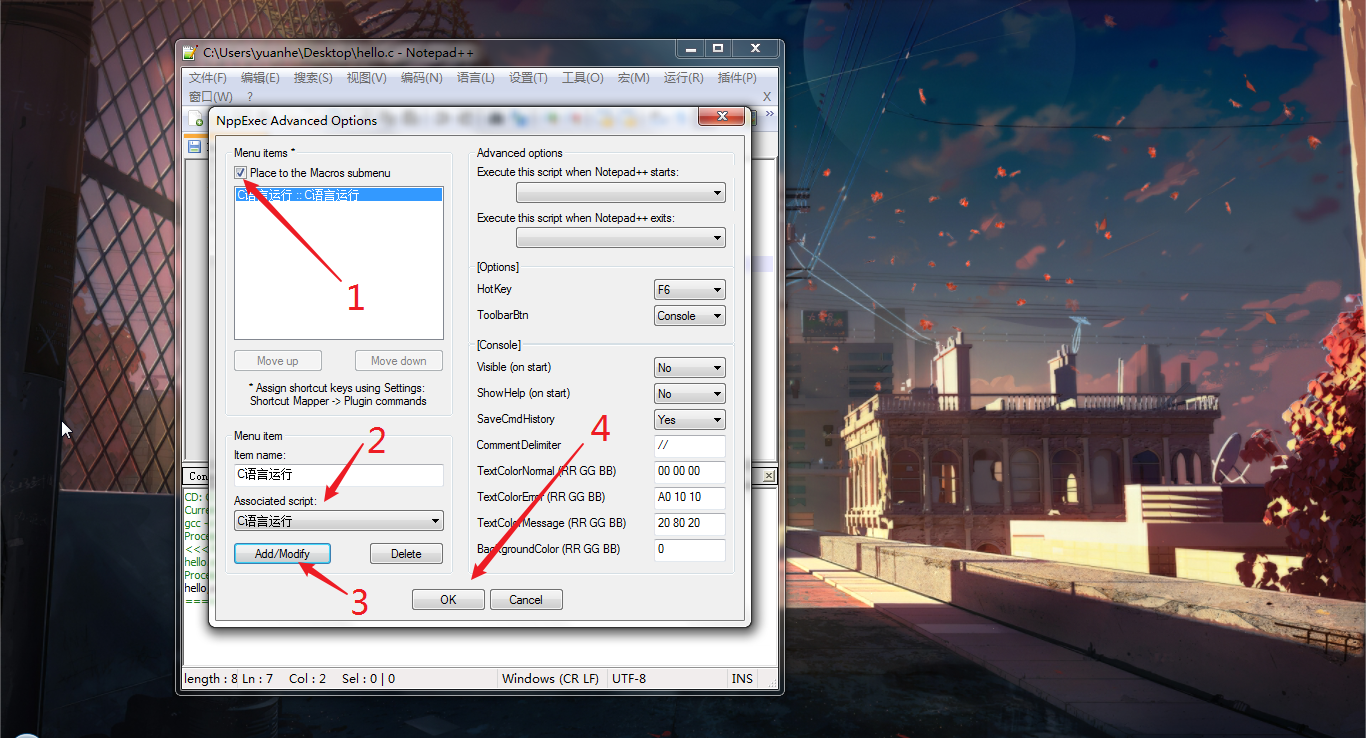 C:\Users\yuanhe\Desktop\hello.c - Notepad++
文件(F) 编辑(E) 搜索(S) 视图(V) 编码(N) 语言(L) 设置(T) 工具(O) 宏(M) 运行(R) 插件(P)
窗口(W) ? X
NppExec Advanced Options
Menu items *
Place to the Macros submenu
C语言运行 :: C语言运行
1
Move up Move down
* Assign shortcut keys using Settings:
Shortcut Mapper -> Plugin commands
Menu item
2
Item name:
C语言运行
Associated script:
C语言运行
Add/Modify Delete
3
Advanced options
Execute this script when Notepad++ starts:
Execute this script when Notepad++ exits:
[Options]
HotKey F6
ToolbarBtn Console
[Console]
Visible (on start) No
ShowHelp (on start) No
SaveCmdHistory Yes
4
CommentDelimiter //
TextColorNormal (RR GG BB) 00 00 00
TextColorError (RR GG BB) A0 10 10
TextColorMessage (RR GG BB) 20 80 20
BackgroundColor (RR GG BB) 0
OK Cancel
Con
CD: C
Curre
gcc -
Proce
<<<
hello
Proce
hello
===
length : 8 Ln : 7 Col : 2 Sel : 0 | 0 Windows (CR LF) UTF-8 INS